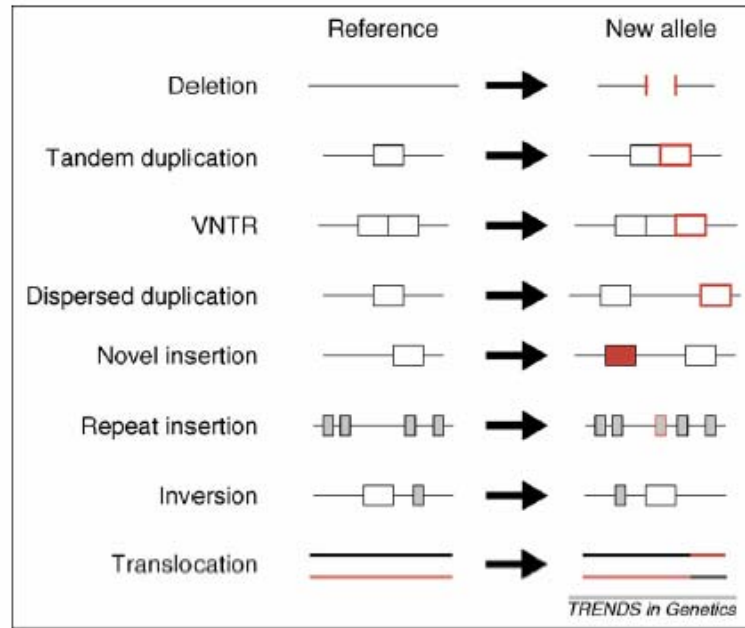 Reference New allele
Deletion
Tandem duplication
VNTR
Dispersed duplication
Novel insertion
Repeat insertion
Inversion
Translocation
TRENDS in Genetics